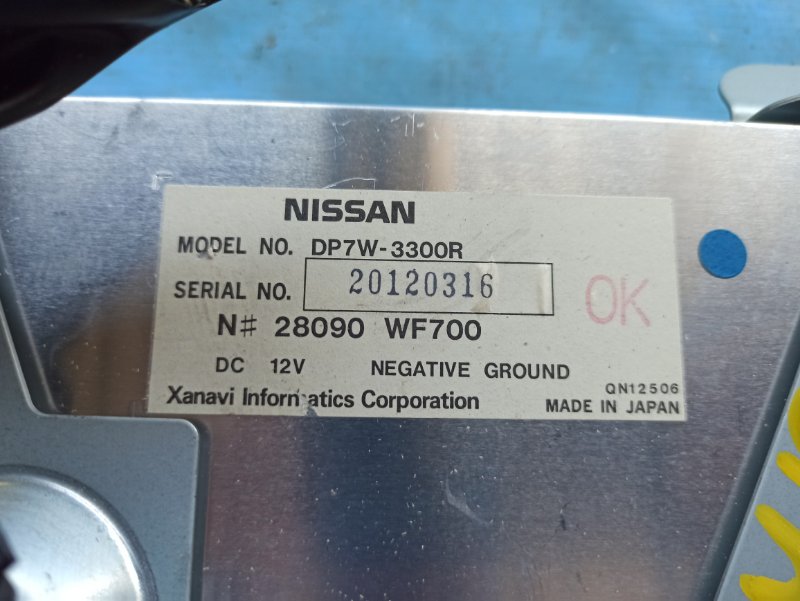 NISSAN
MODEL NO. DP7W-3300R
SERIAL NO. 20120316
OK
N# 28090 WF700
DC 12V NEGATIVE GROUND
QN12506
Xanavi Informatics Corporation MADE IN JAPAN